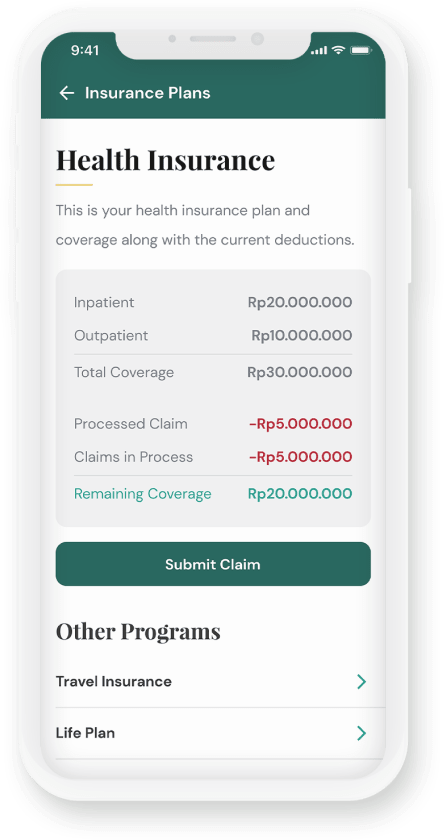 9:41
Insurance Plans
Health Insurance
This is your health insurance plan and
coverage along with the current deductions.
Inpatient Rp20.000.000
Outpatient Rp10.000.000
Total Coverage Rp30.000.000
Processed Claim -Rp5.000.000
Claims in Process -Rp5.000.000
Remaining Coverage Rp20.000.000
Submit Claim
Other Programs
Travel Insurance
Life Plan